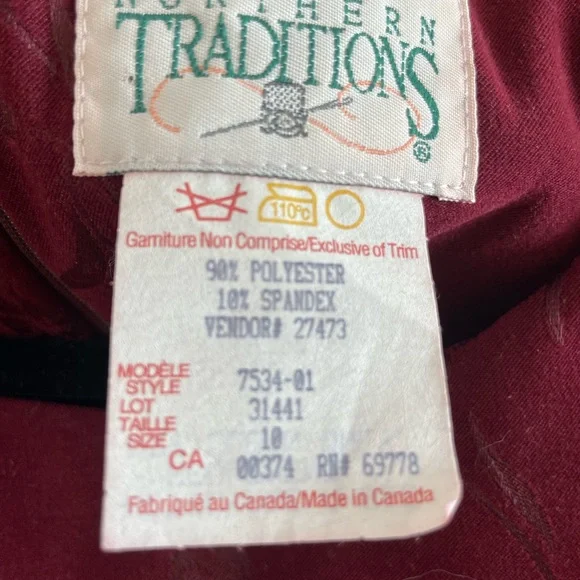 NORTHERN
TRADITIONS
®
110°C
Garniture Non Comprise/Exclusive of Trim
90% POLYESTER
10% SPANDEX
VENDOR# 27473
MODÈLE
STYLE 7534-01
LOT 31441
TAILLE
SIZE 10
CA 00374 RN# 69778
Fabriqué au Canada/Made in Canada